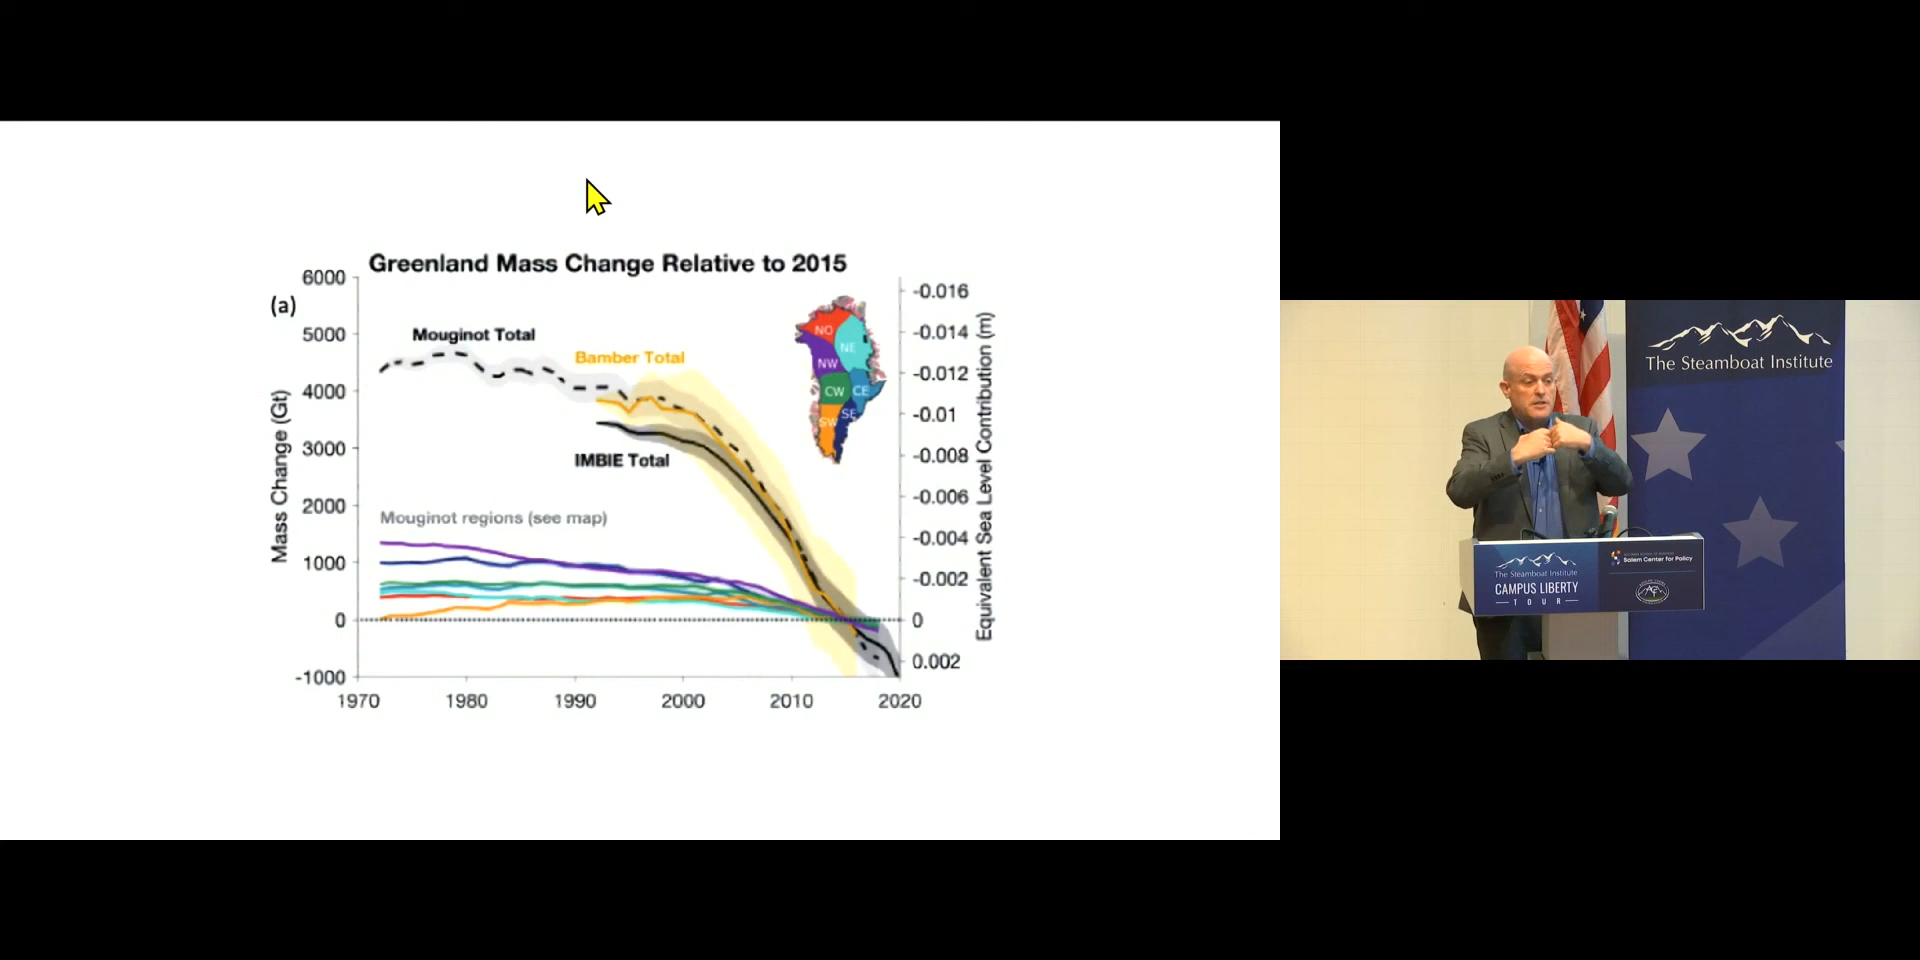 Greenland Mass Change Relative to 2015
(a)
6000
5000
4000
3000
2000
1000
0
-1000
Mass Change (Gt)
1970
1980
1990
2000
2010
2020
-0.016
-0.014
-0.012
-0.01
-0.008
-0.006
-0.004
-0.002
0
0.002
Equivalent Sea Level Contribution (m)
Mouginot Total
Bamber Total
IMBIE Total
Mouginot regions (see map)
NO
NE
NW
CW
CE
SW
SE
The Steamboat Institute
The Steamboat Institute
CAMPUS LIBERTY
TOUR
Salem Center for Policy